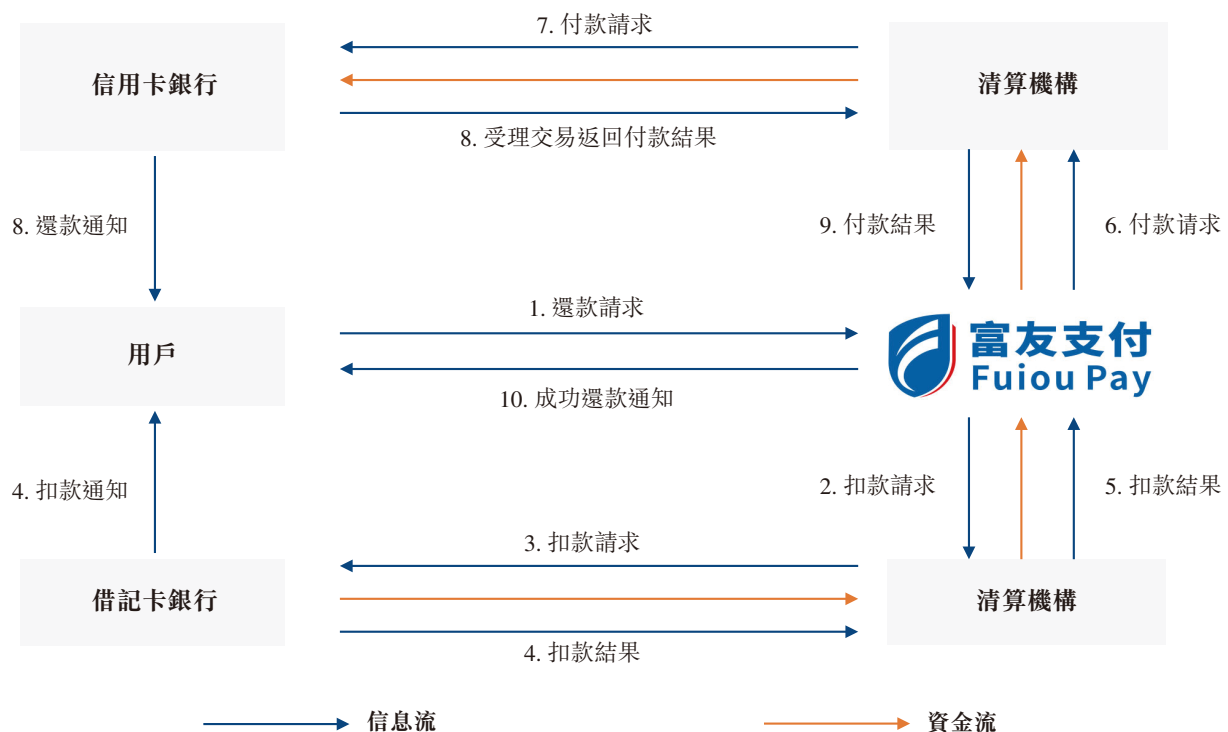 7. 付款請求
信用卡銀行
清算機構
8. 受理交易返回付款結果
8. 還款通知
9. 付款結果
6. 付款请求
1. 還款請求
用戶
富友支付
Fuiou Pay
10. 成功還款通知
4. 扣款通知
2. 扣款請求
5. 扣款結果
3. 扣款請求
借記卡銀行
清算機構
4. 扣款結果
信息流
資金流